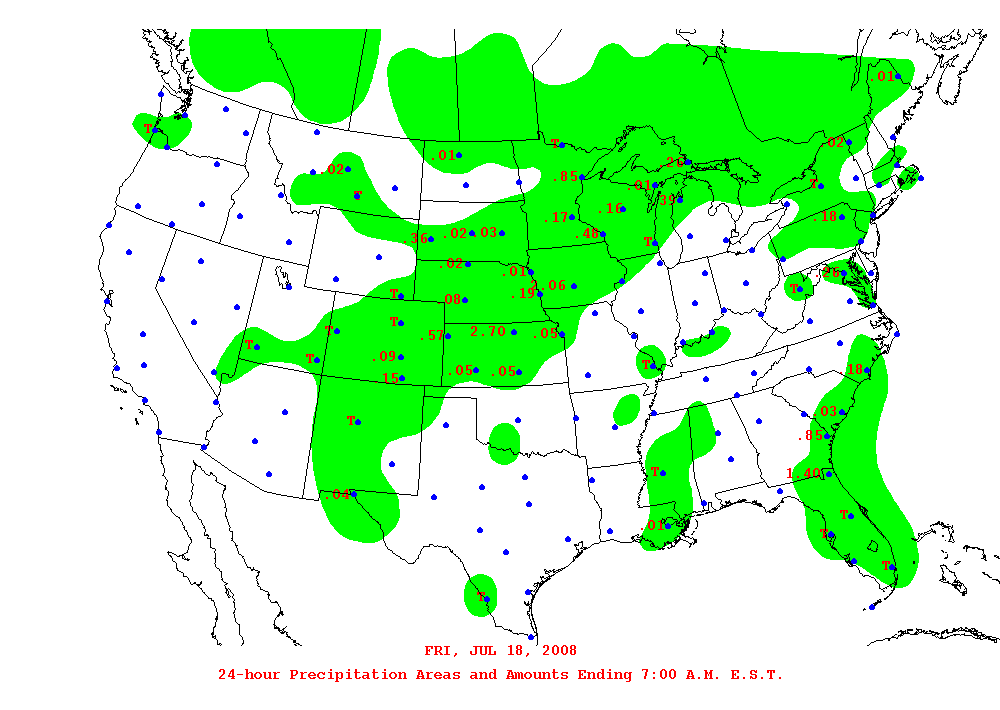 .01
T
.02
T
.01
.20
.02
.85
.01
T
.02
T
.39
.16
.17
.18
.36
.02
.03
.48
T
.02
.01
.26
2.06
T
T
.08
.19
T
T
.57
2.70
.05
T
.09
T
T
.15
.05
.05
18
.03
T
.85
T
1.40
.04
T
.01
T
T
T
FRI, JUL 18, 2008
24-hour Precipitation Areas and Amounts Ending 7:00 A.M. E.S.T.